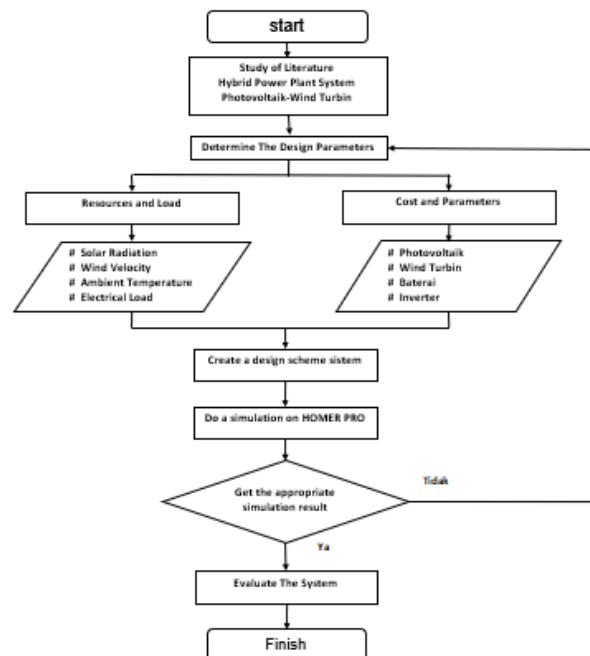 start
Study of Literature
Hybrid Power Plant System
Photovoltaik-Wind Turbin
Determine The Design Parameters
Resources and Load
Cost and Parameters
# Solar Radiation
# Wind Velocity
# Ambient Temperature
# Electrical Load
# Photovoltaik
# Wind Turbin
# Baterai
# Inverter
Create a design scheme sistem
Do a simulation on HOMER PRO
Get the appropriate
simulation result
Tidak
Ya
Evaluate The System
Finish